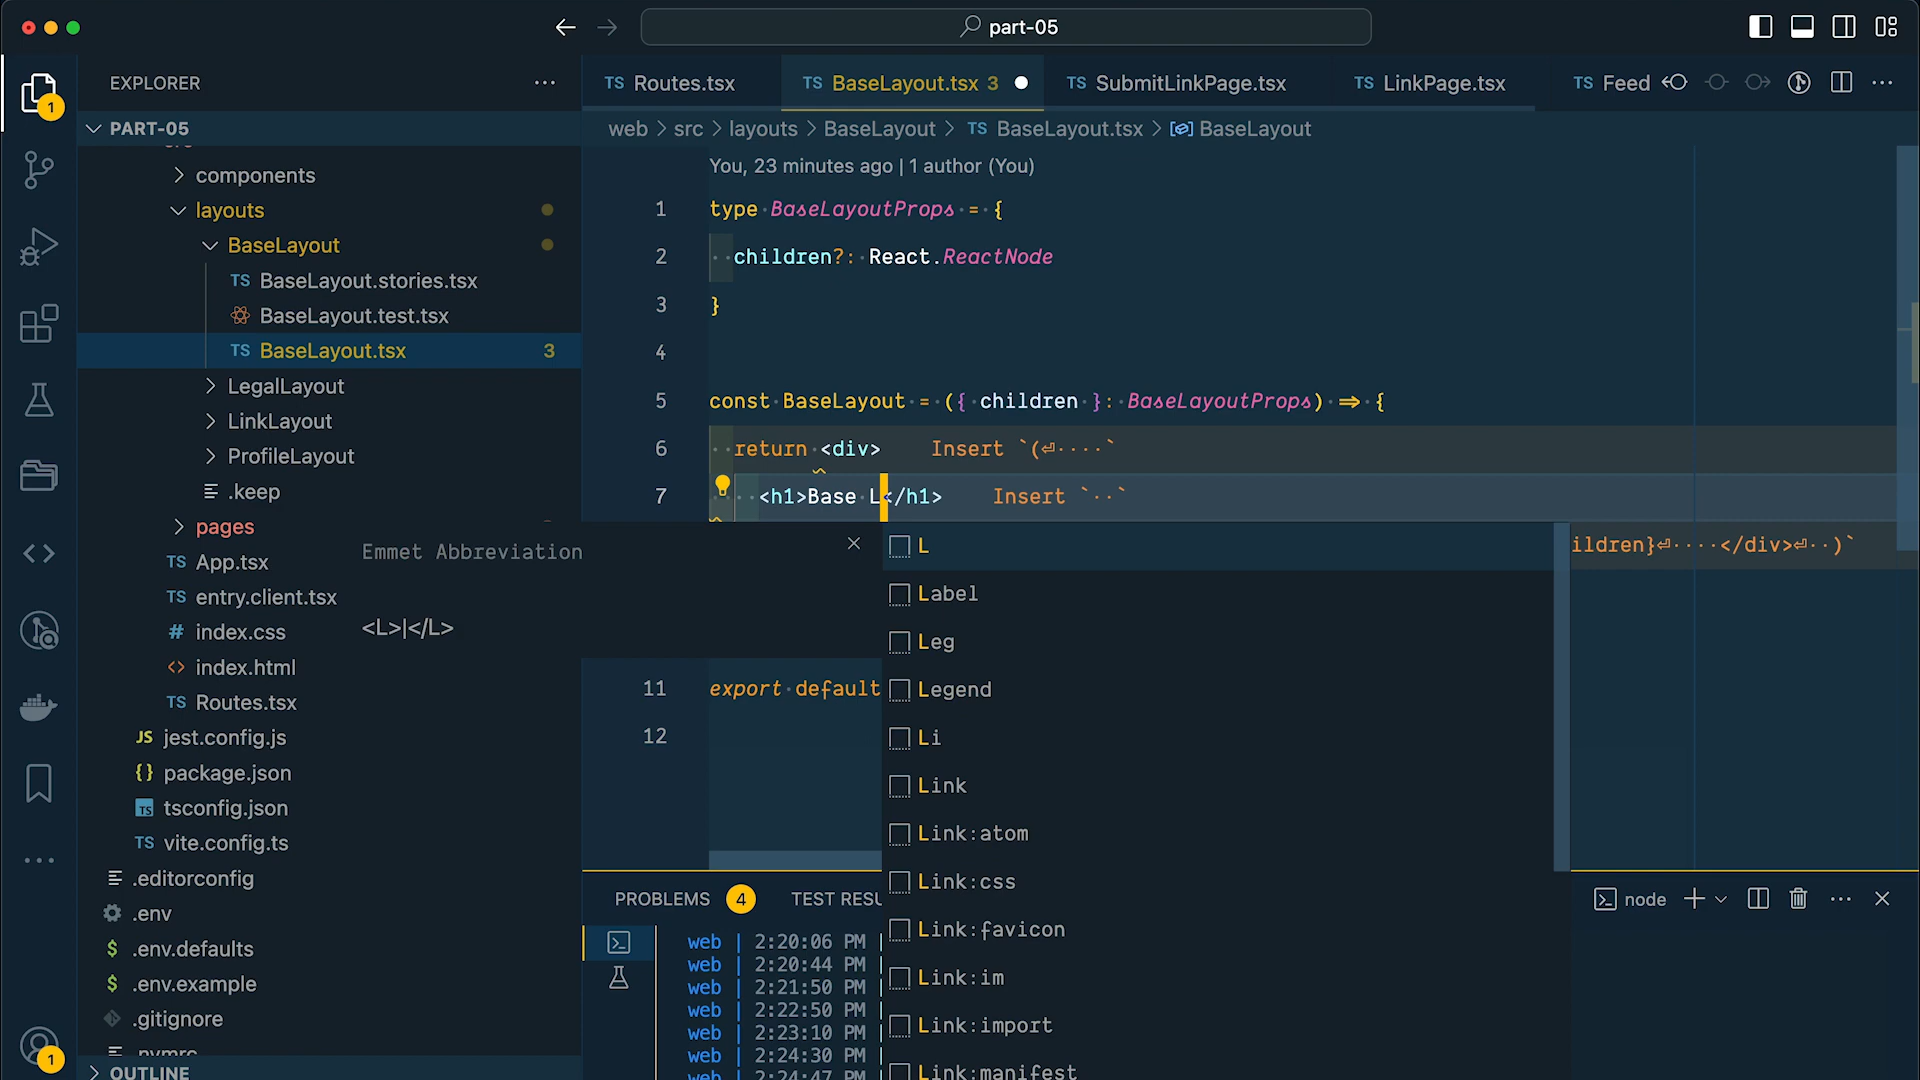 part-05
EXPLORER
PART-05
components
layouts
BaseLayout
TS BaseLayout.stories.tsx
BaseLayout.test.tsx
TS BaseLayout.tsx 3
LegalLayout
LinkLayout
ProfileLayout
.keep
pages
TS App.tsx
TS entry.client.tsx
# index.css
<> index.html
TS Routes.tsx
JS jest.config.js
{} package.json
TS tsconfig.json
TS vite.config.ts
.editorconfig
.env
$ .env.defaults
$ .env.example
.gitignore
.nvmrc
OUTLINE
1
1
TS Routes.tsx
TS BaseLayout.tsx 3
TS SubmitLinkPage.tsx
TS LinkPage.tsx
TS Feed
web > src > layouts > BaseLayout > TS BaseLayout.tsx > BaseLayout
You, 23 minutes ago | 1 author (You)
1 type BaseLayoutProps = {
2 children?: React.ReactNode
3 }
4
5 const BaseLayout = ({ children }: BaseLayoutProps) => {
6 return <div> Insert `(⏎····`
7 <h1>Base L</h1> Insert `··`
ildren}⏎····</div>⏎··)`
11 export default
12
Emmet Abbreviation
<L>|</L>
L
Label
Leg
Legend
Li
Link
Link:atom
Link:css
Link:favicon
Link:im
Link:import
Link:manifest
PROBLEMS 4
TEST RESU
node
web | 2:20:06 PM |
web | 2:20:44 PM |
web | 2:21:50 PM |
web | 2:22:50 PM |
web | 2:23:10 PM |
web | 2:24:30 PM |
web | 2:24:47 PM |